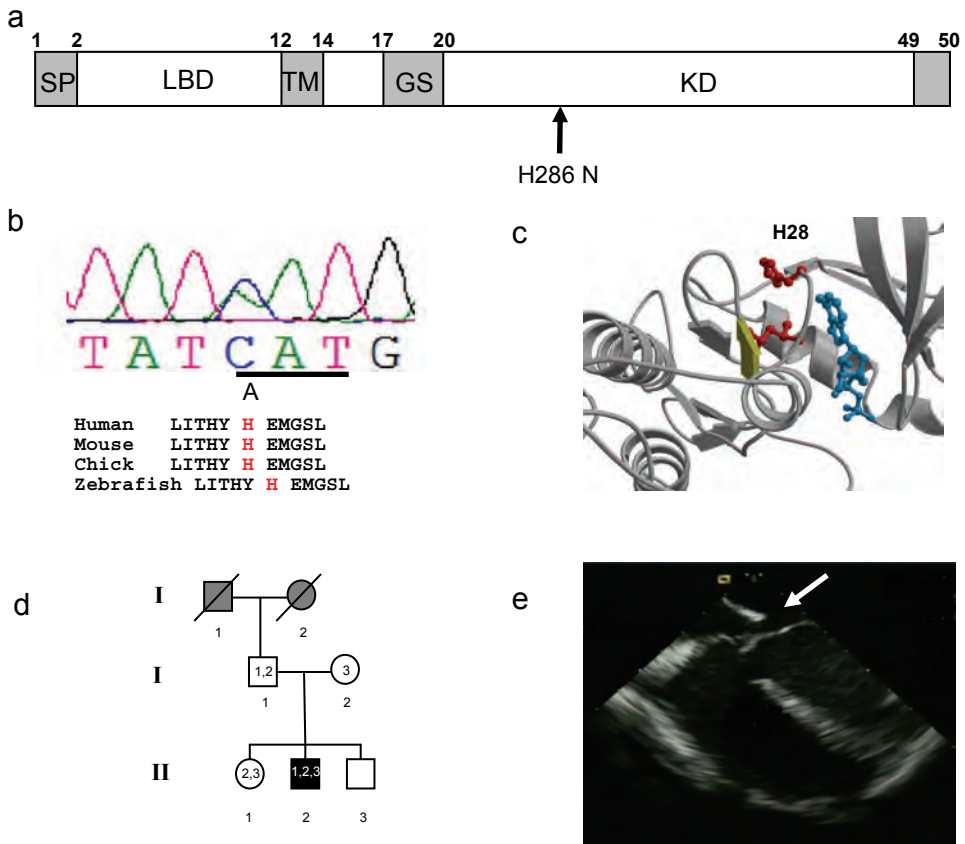 a
1 2 12 14 17 20 49 50
SP LBD TM GS KD
H286 N
b
T A T C A T G
A
Human LITHY H EMGSL
Mouse LITHY H EMGSL
Chick LITHY H EMGSL
Zebrafish LITHY H EMGSL
c
H28
d
I
1 2
I
1,2 3
1 2
II
2,3 1,2,3
1 2 3
e